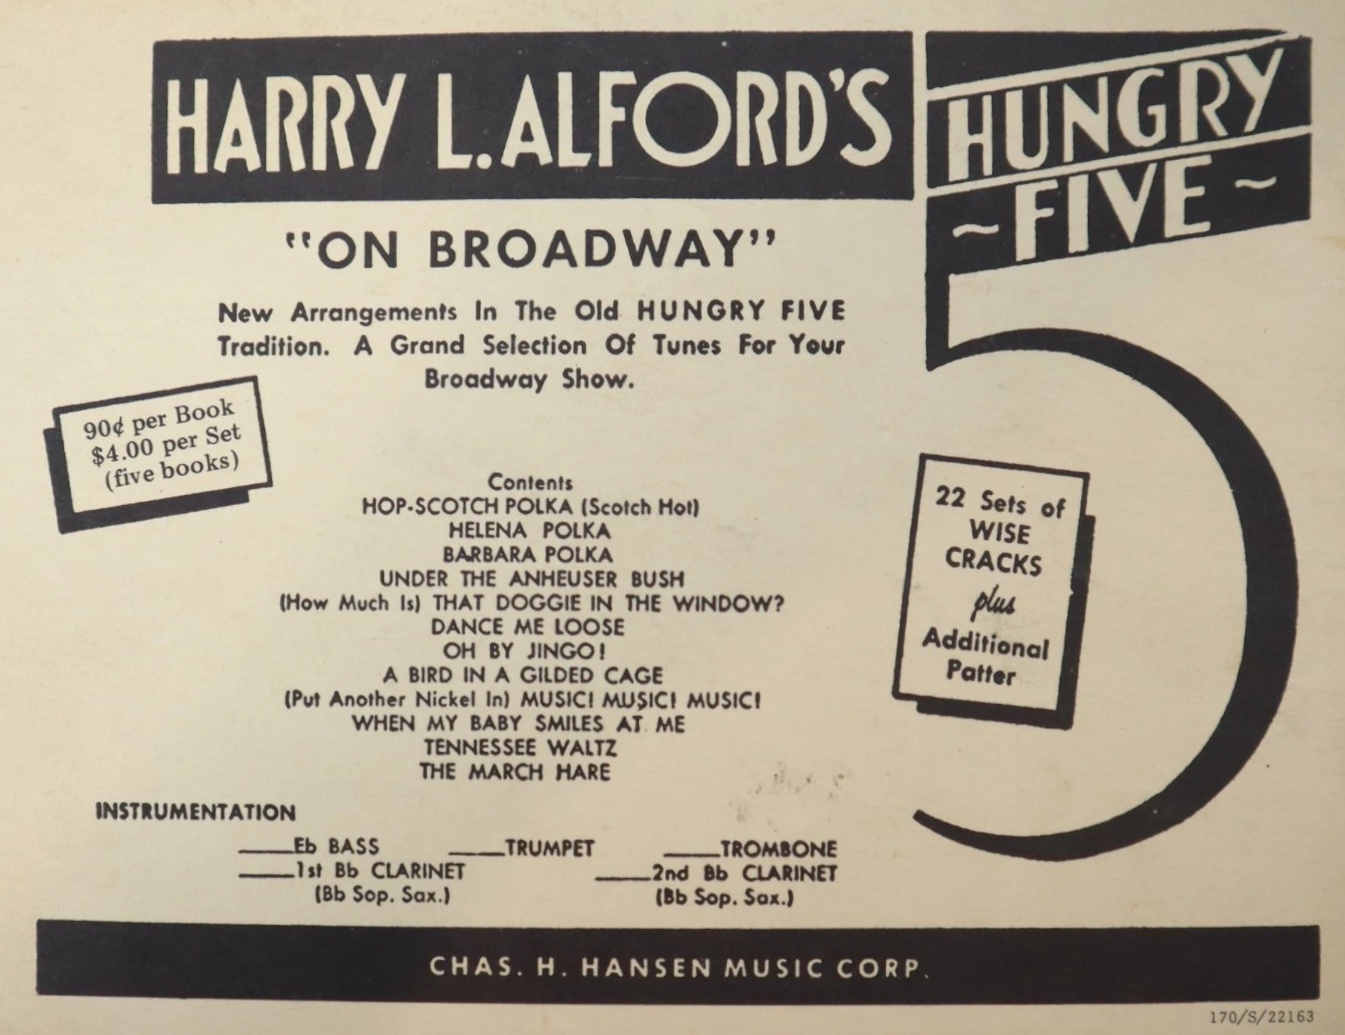 HARRY L. ALFORD'S
HUNGRY
~FIVE~
"ON BROADWAY"
New Arrangements In The Old HUNGRY FIVE
Tradition. A Grand Selection Of Tunes For Your
Broadway Show.
90¢ per Book
$4.00 per Set
(five books)
5
Contents
HOP-SCOTCH POLKA (Scotch Hot)
HELENA POLKA
BARBARA POLKA
UNDER THE ANHEUSER BUSH
(How Much Is) THAT DOGGIE IN THE WINDOW?
DANCE ME LOOSE
OH BY JINGO!
A BIRD IN A GILDED CAGE
(Put Another Nickel In) MUSIC! MUSIC! MUSIC!
WHEN MY BABY SMILES AT ME
TENNESSEE WALTZ
THE MARCH HARE
22 Sets of
WISE
CRACKS
plus
Additional
Patter
INSTRUMENTATION
____Eb BASS ____TRUMPET ____TROMBONE
____1st Bb CLARINET ____2nd Bb CLARINET
(Bb Sop. Sax.) (Bb Sop. Sax.)
CHAS. H. HANSEN MUSIC CORP.
170/S/22163